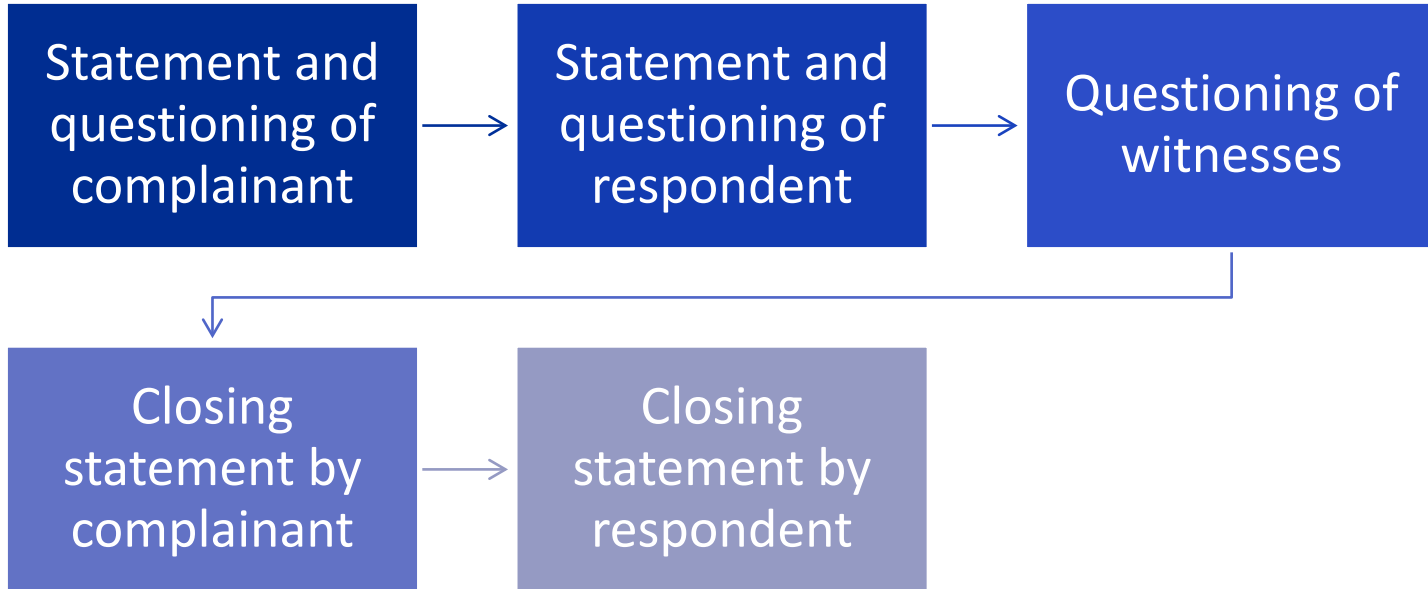 Statement and
questioning of
complainant
Statement and
questioning of
respondent
Questioning of
witnesses
Closing
statement by
complainant
Closing
statement by
respondent